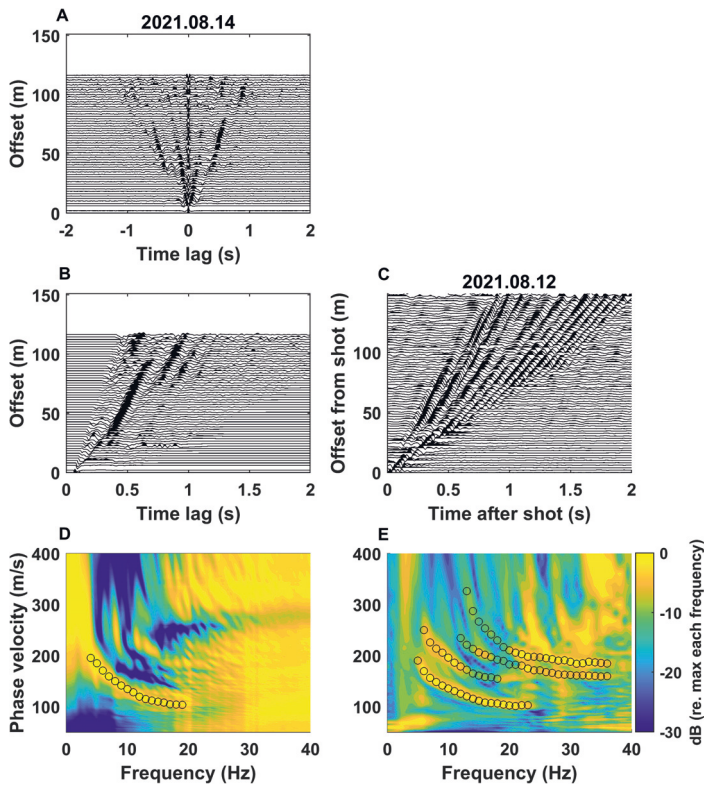 A
2021.08.14
150
100
50
0
Offset (m)
-2 -1 0 1 2
Time lag (s)
B
150
100
50
0
Offset (m)
0 0.5 1 1.5 2
Time lag (s)
C
2021.08.12
100
50
0
Offset from shot (m)
0 0.5 1 1.5 2
Time after shot (s)
D
400
300
200
100
Phase velocity (m/s)
0 10 20 30 40
Frequency (Hz)
E
400
300
200
100
0 10 20 30 40
Frequency (Hz)
0
-10
-20
-30
dB (re. max each frequency)